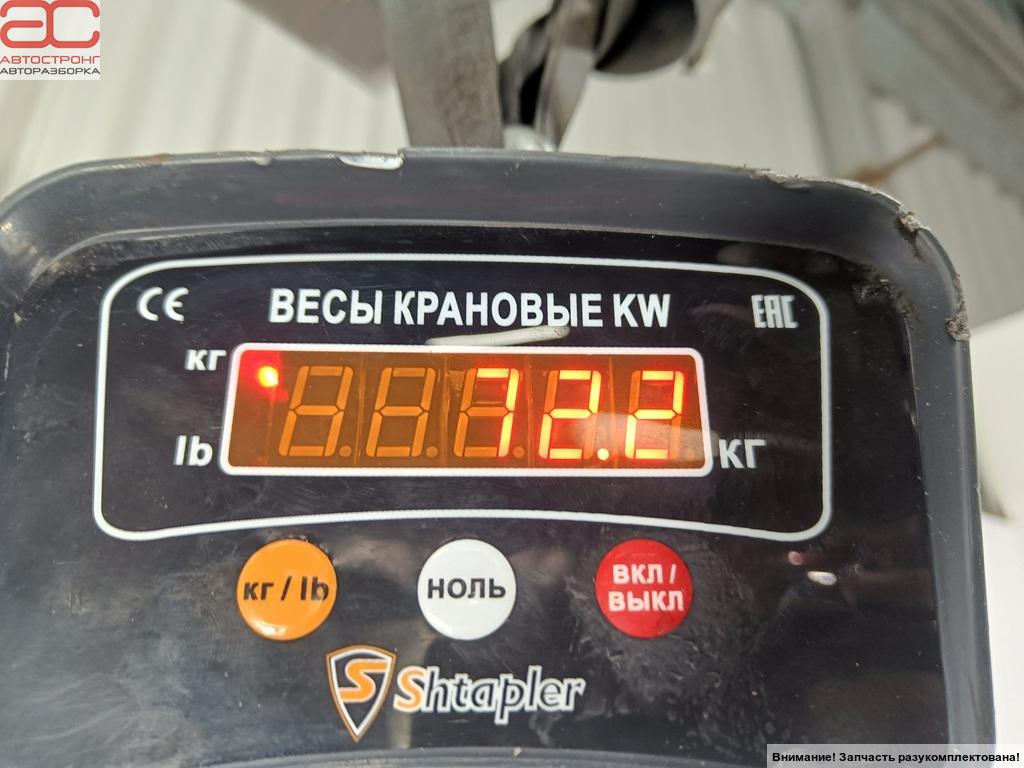 АС
АВТОСТРОНГ
АВТОРАЗБОРКА
CE
ВЕСЫ КРАНОВЫЕ KW
EAC
кг
lb
72.2
кг
кг / lb
НОЛЬ
ВКЛ /
ВЫКЛ
S Shtapler
Внимание! Запчасть разукомплектована!